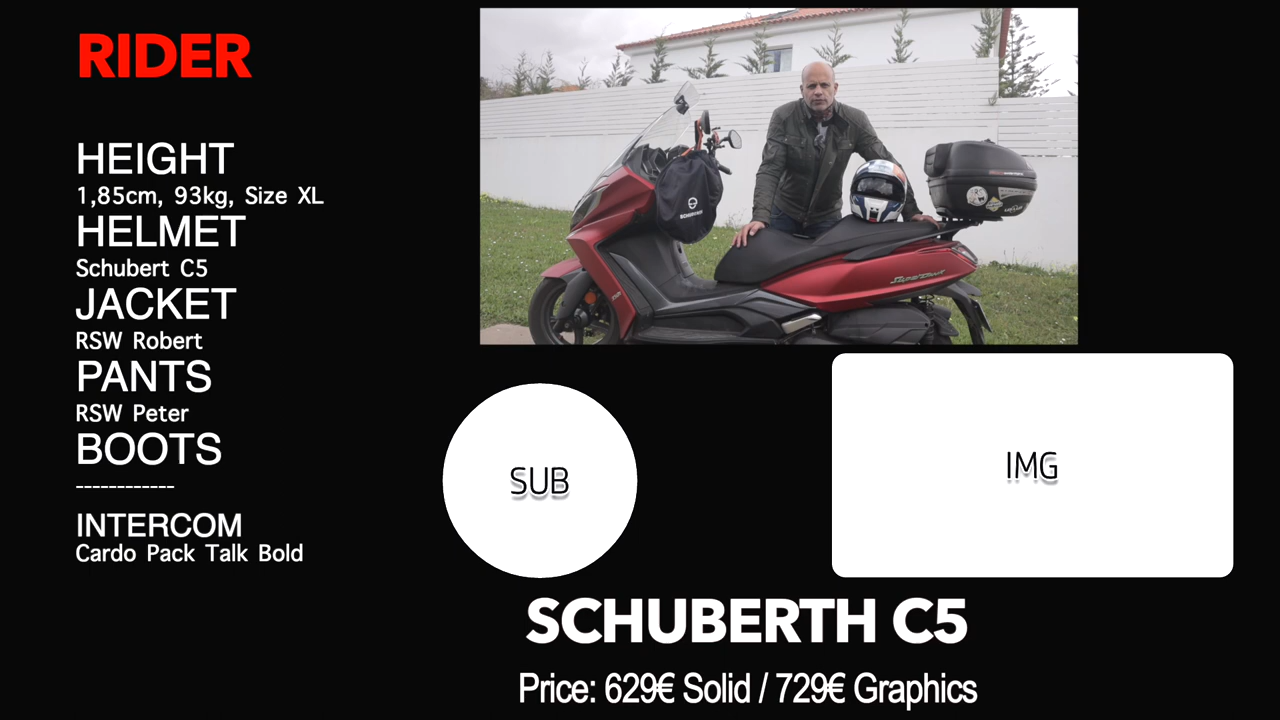 RIDER
HEIGHT
1,85cm, 93kg, Size XL
HELMET
Schubert C5
JACKET
RSW Robert
PANTS
RSW Peter
BOOTS
------------
INTERCOM
Cardo Pack Talk Bold
SUB
IMG
SCHUBERTH C5
Price: 629€ Solid / 729€ Graphics